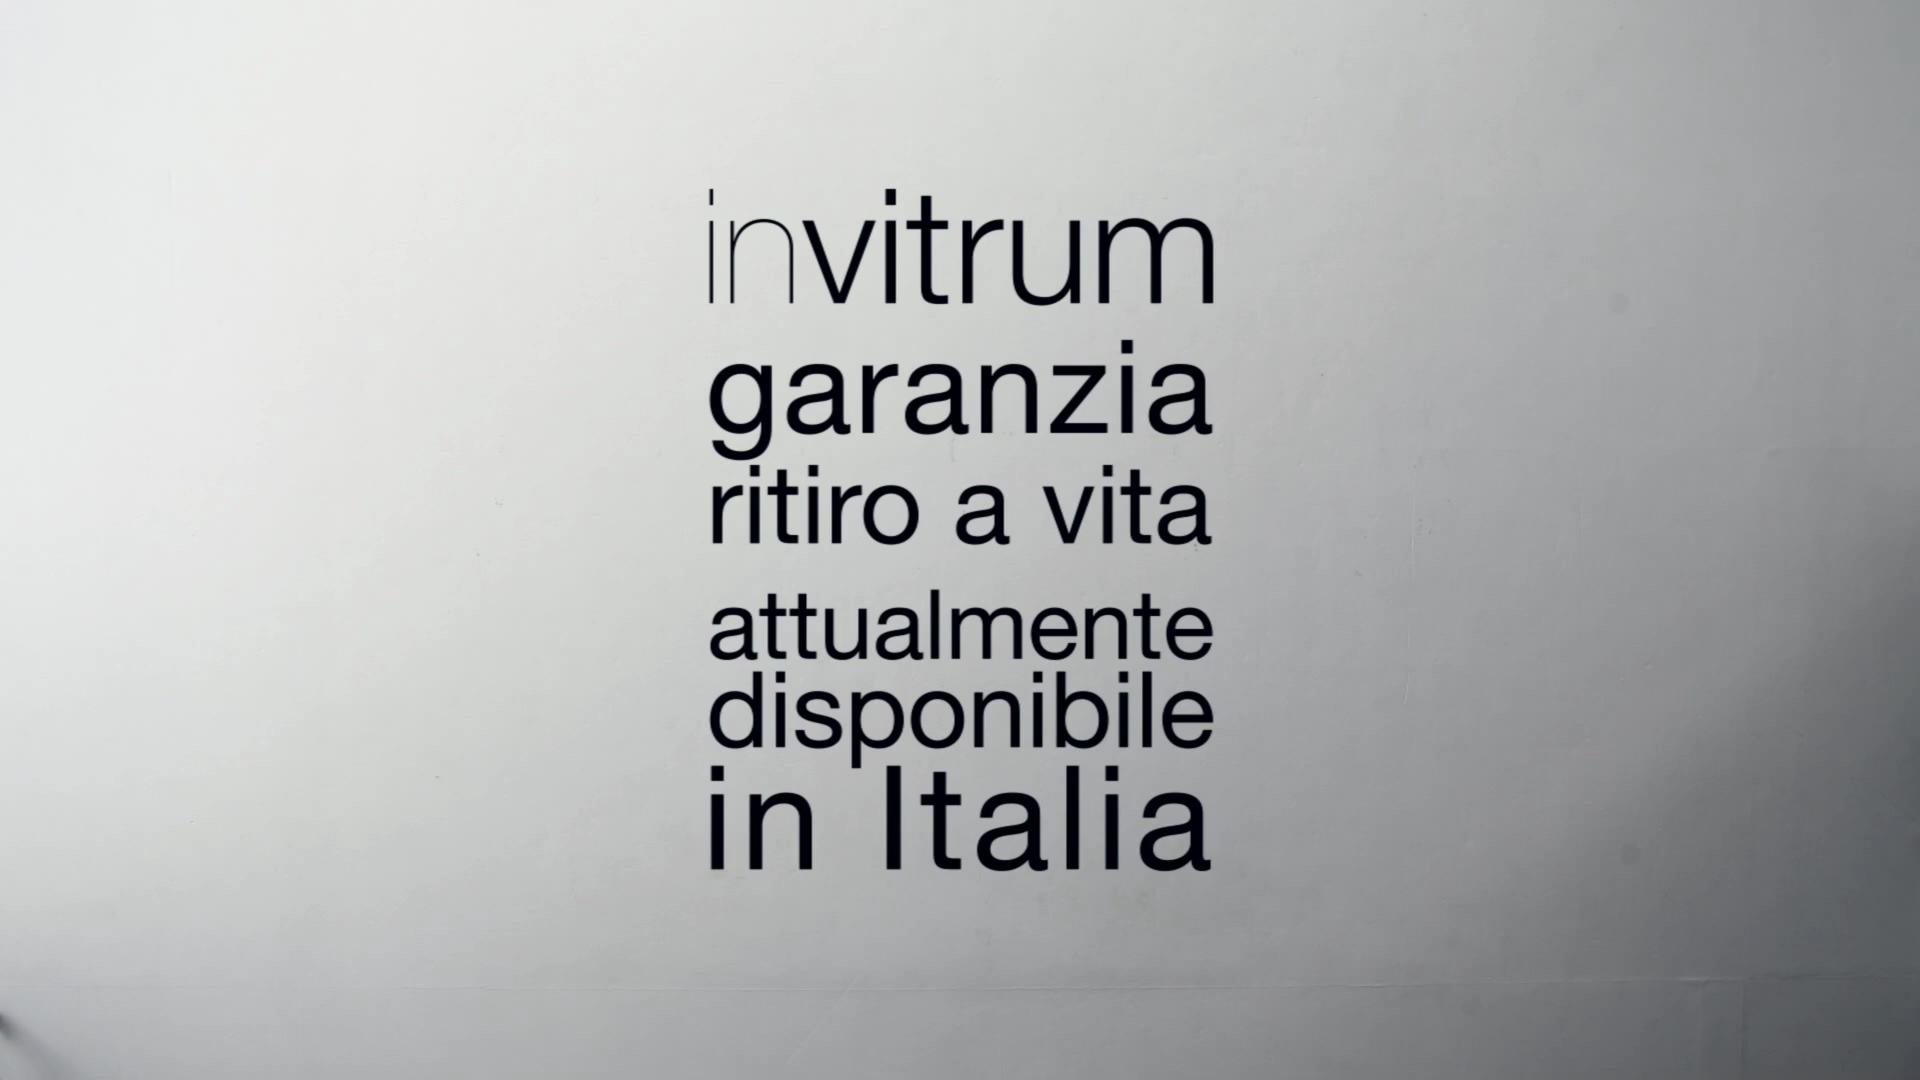 invitrum
garanzia
ritiro a vita
attualmente
disponibile
in Italia